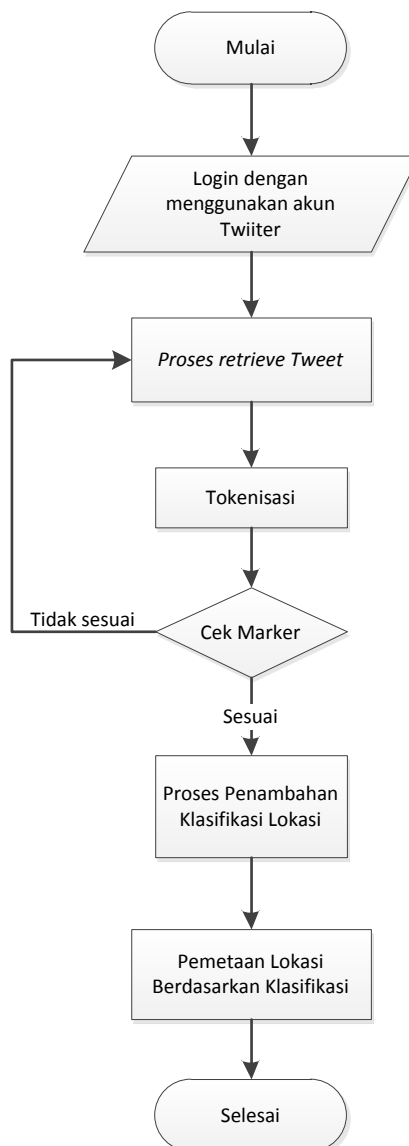 Mulai
Login dengan
menggunakan akun
Twiiter
Proses retrieve Tweet
Tokenisasi
Cek Marker
Tidak sesuai
Sesuai
Proses Penambahan
Klasifikasi Lokasi
Pemetaan Lokasi
Berdasarkan Klasifikasi
Selesai